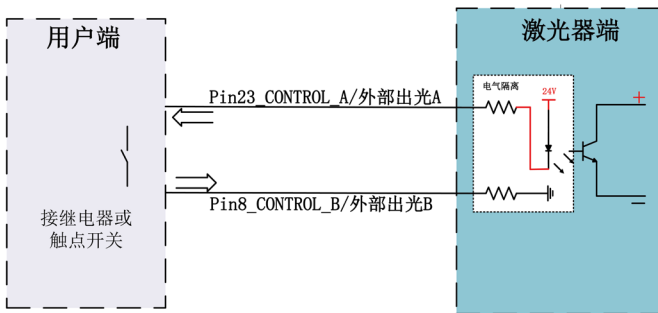 用户端
激光器端
电气隔离
24V
+
Pin23_CONTROL_A/外部出光A
Pin8_CONTROL_B/外部出光B
接继电器或
触点开关
—